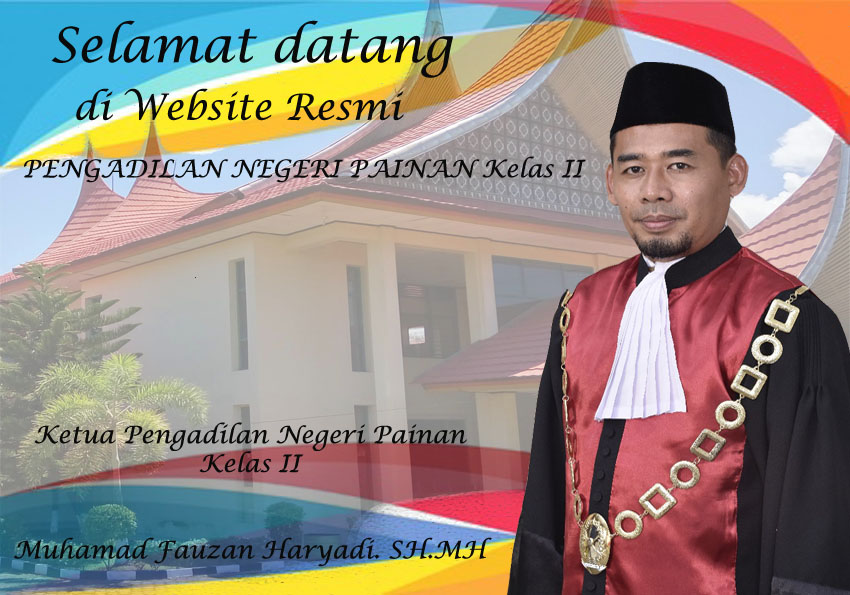 Selamat datang
di Website Resmi
PENGADILAN NEGERI PAINAN Kelas II
Ketua Pengadilan Negeri Painan
Kelas II
Muhamad Fauzan Haryadi. SH.MH